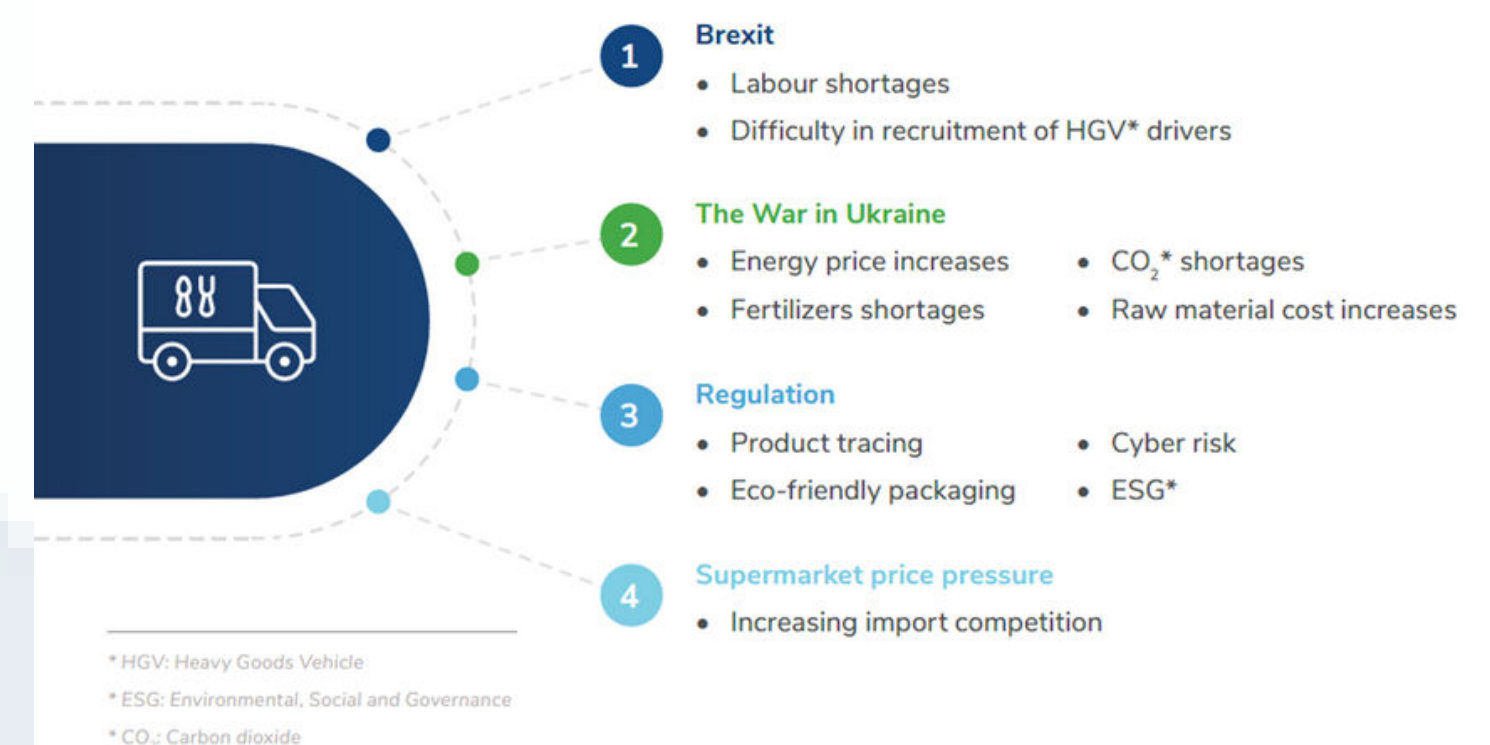 1
Brexit
• Labour shortages
• Difficulty in recruitment of HGV* drivers
2
The War in Ukraine
• Energy price increases
• Fertilizers shortages
• CO₂* shortages
• Raw material cost increases
3
Regulation
• Product tracing
• Eco-friendly packaging
• Cyber risk
• ESG*
4
Supermarket price pressure
• Increasing import competition
* HGV: Heavy Goods Vehicle
* ESG: Environmental, Social and Governance
* CO₂: Carbon dioxide